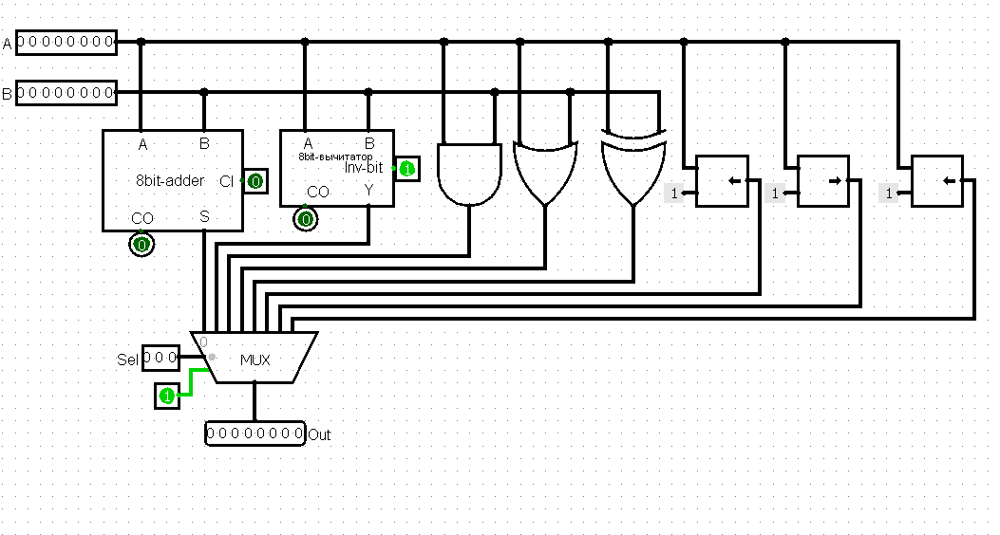 A 00000000
B 00000000
A B
8bit-adder CI 0
CO S
0
A B
8bit-вычитатор
Inv-bit 1
CO Y
0
1
1
1
0
Sel 000
MUX
1
00000000 Out